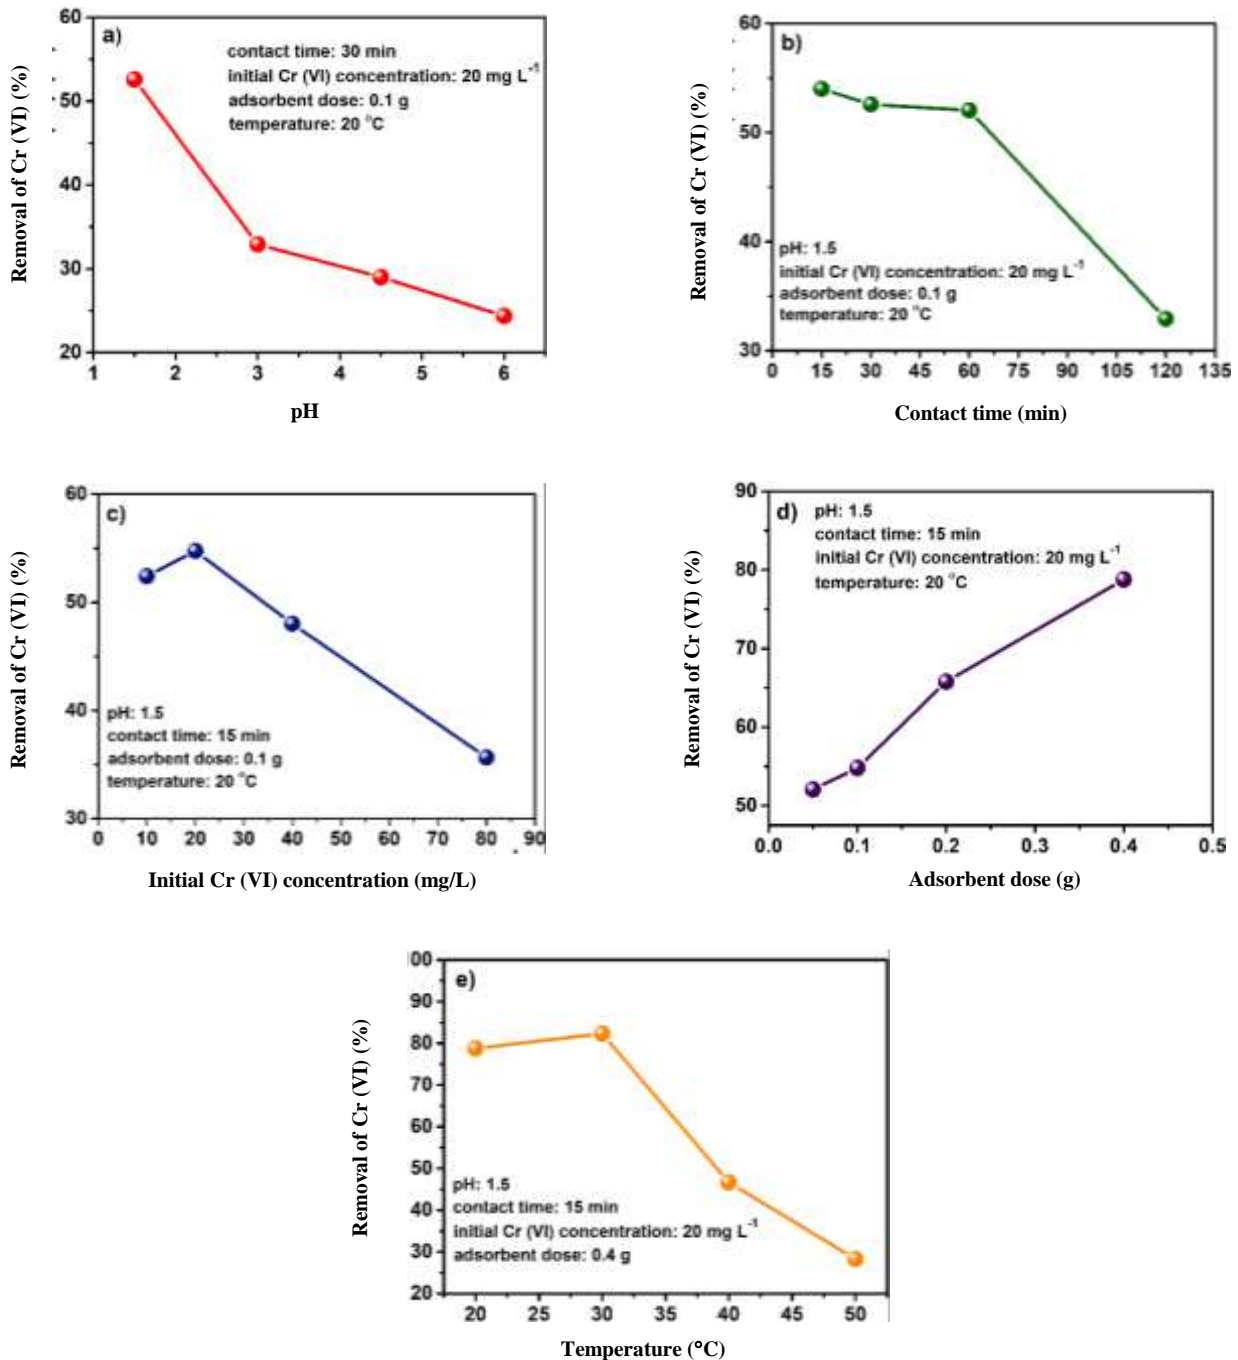 a)
contact time: 30 min
initial Cr (VI) concentration: 20 mg L⁻¹
adsorbent dose: 0.1 g
temperature: 20 °C
Removal of Cr (VI) (%)
60
50
40
30
20
1 2 3 4 5 6
pH
b)
pH: 1.5
initial Cr (VI) concentration: 20 mg L⁻¹
adsorbent dose: 0.1 g
temperature: 20 °C
Removal of Cr (VI) (%)
60
50
40
30
0 15 30 45 60 75 90 105 120 135
Contact time (min)
c)
pH: 1.5
contact time: 15 min
adsorbent dose: 0.1 g
temperature: 20 °C
Removal of Cr (VI) (%)
60
50
40
30
0 10 20 30 40 50 60 70 80 90
Initial Cr (VI) concentration (mg/L)
d)
pH: 1.5
contact time: 15 min
initial Cr (VI) concentration: 20 mg L⁻¹
temperature: 20 °C
Removal of Cr (VI) (%)
90
80
70
60
50
0.0 0.1 0.2 0.3 0.4 0.5
Adsorbent dose (g)
e)
pH: 1.5
contact time: 15 min
initial Cr (VI) concentration: 20 mg L⁻¹
adsorbent dose: 0.4 g
Removal of Cr (VI) (%)
00
90
80
70
60
50
40
30
20
20 25 30 35 40 45 50
Temperature (°C)